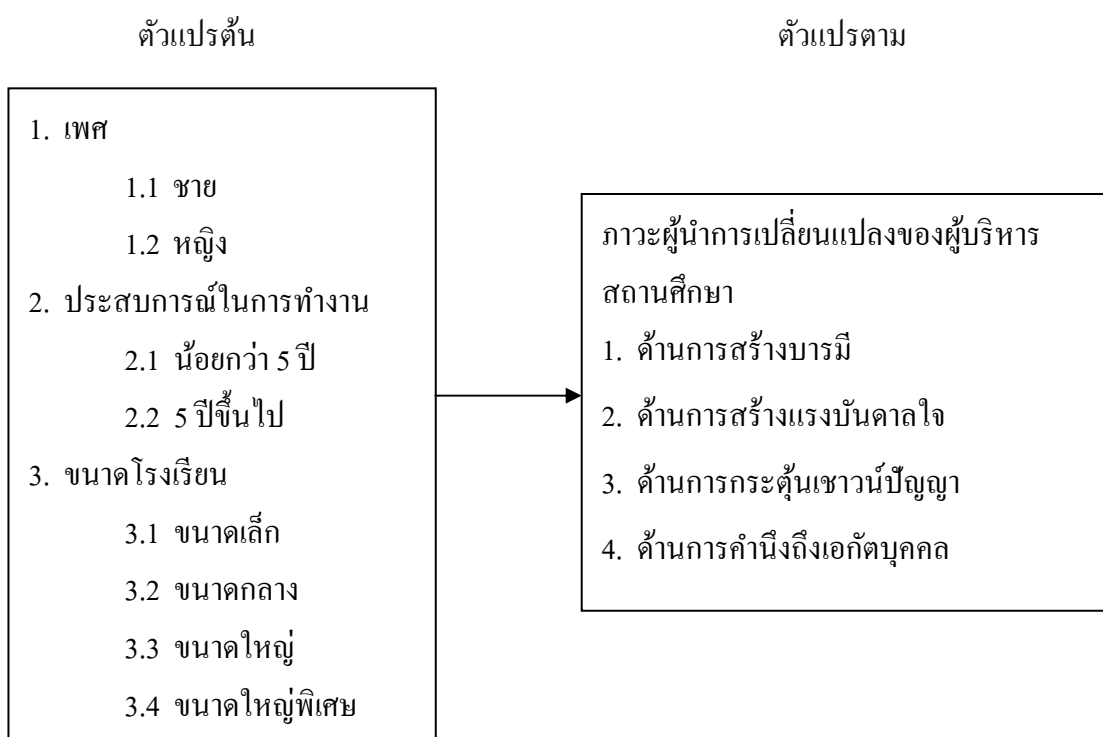 ตัวแปรต้น
ตัวแปรตาม
1. เพศ
1.1 ชาย
1.2 หญิง
2. ประสบการณ์ในการทำงาน
2.1 น้อยกว่า 5 ปี
2.2 5 ปีขึ้นไป
3. ขนาดโรงเรียน
3.1 ขนาดเล็ก
3.2 ขนาดกลาง
3.3 ขนาดใหญ่
3.4 ขนาดใหญ่พิเศษ
ภาวะผู้นำการเปลี่ยนแปลงของผู้บริหาร
สถานศึกษา
1. ด้านการสร้างบารมี
2. ด้านการสร้างแรงบันดาลใจ
3. ด้านการกระตุ้นเชาวน์ปัญญา
4. ด้านการคำนึงถึงเอกัตบุคคล